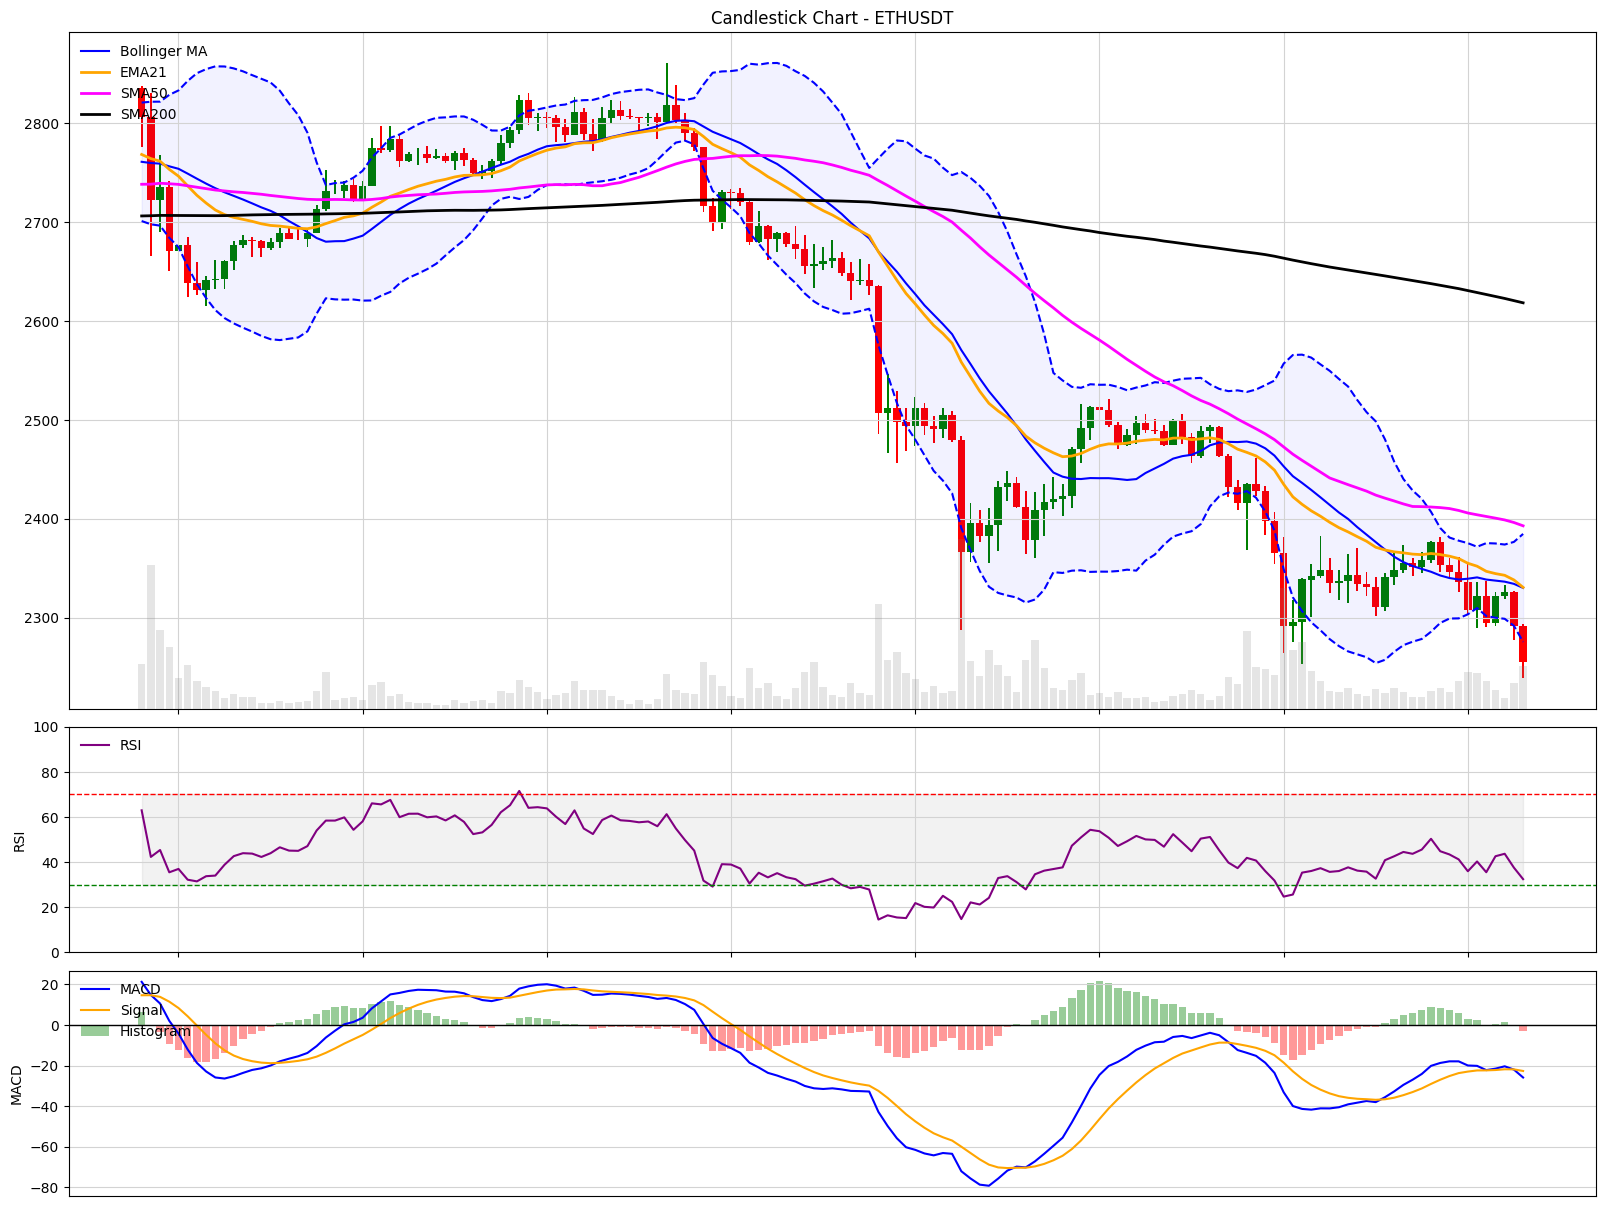 Candlestick Chart - ETHUSDT
Bollinger MA
EMA21
SMA50
SMA200
2800
2700
2600
2500
2400
2300
RSI
100
80
60
40
20
0
RSI
MACD
Signal
Histogram
20
0
−20
−40
−60
−80
MACD